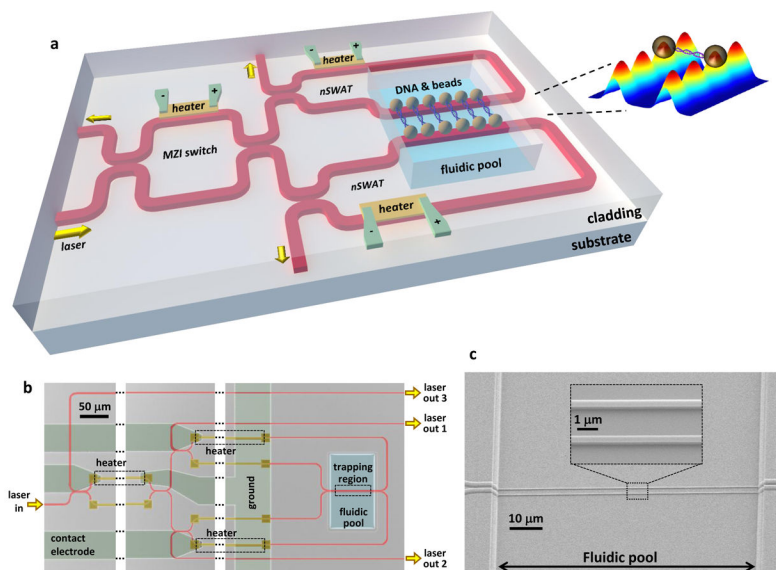 a
- heater +
- heater +
nSWAT
DNA & beads
MZI switch
fluidic pool
nSWAT
laser
- heater +
cladding
substrate
b
50 μm
laser
out 3
laser
out 1
heater
heater
laser
in
ground
trapping
region
fluidic
pool
contact
electrode
heater
laser
out 2
c
1 μm
10 μm
Fluidic pool